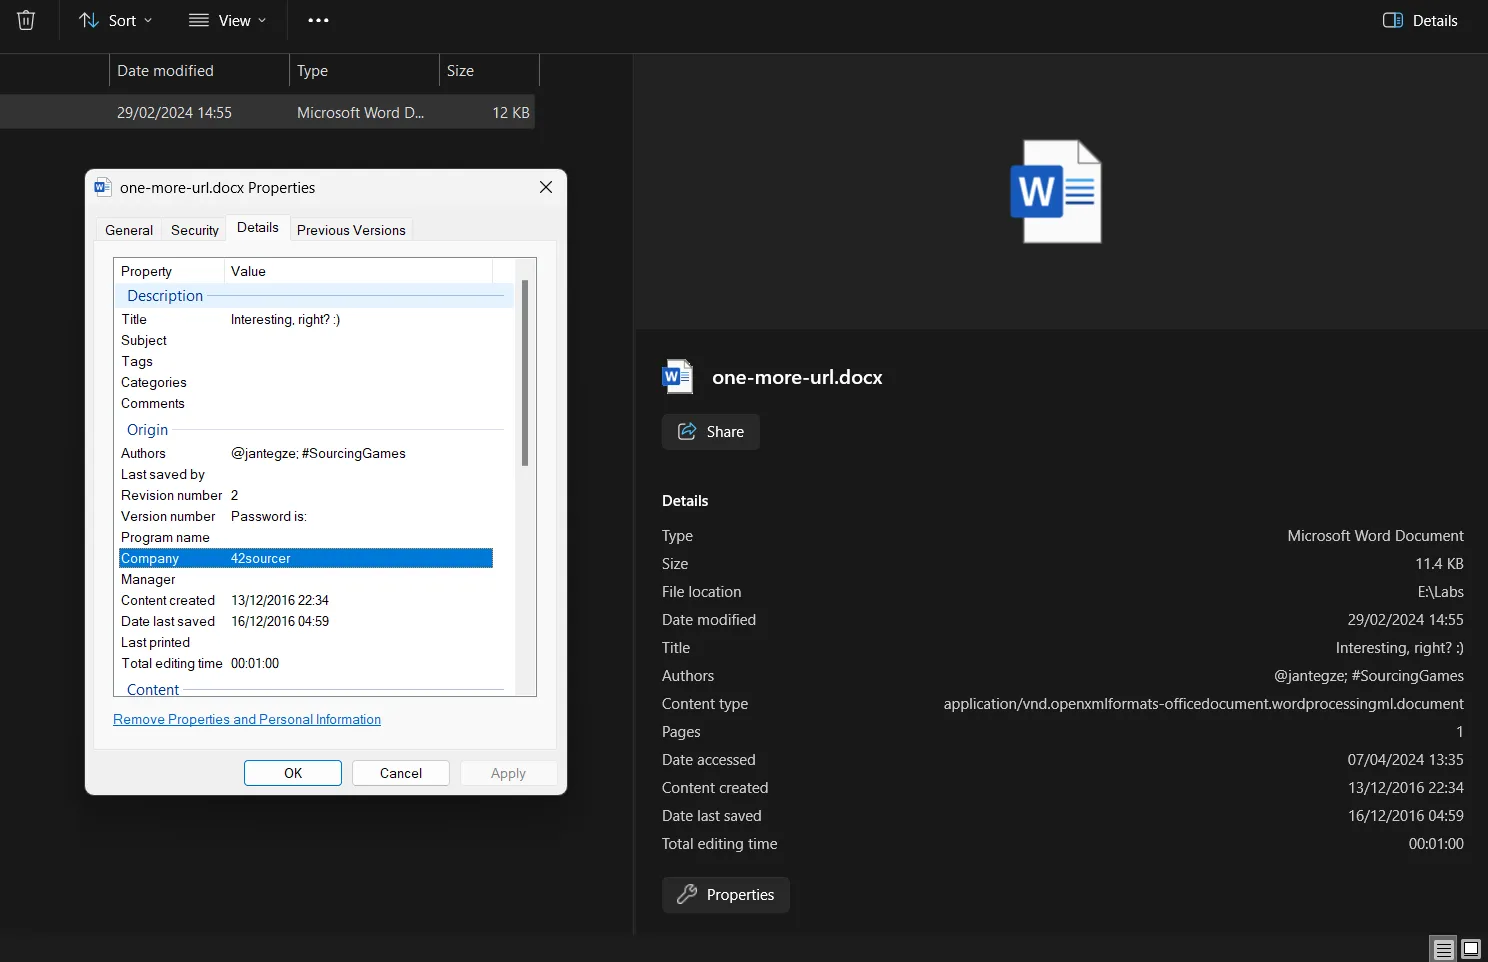 Sort
View
Details
Date modified
Type
Size
29/02/2024 14:55
Microsoft Word D...
12 KB
one-more-url.docx Properties
General
Security
Details
Previous Versions
Property Value
Description
Title Interesting, right? :)
Subject
Tags
Categories
Comments
Origin
Authors @jantegze; #SourcingGames
Last saved by
Revision number 2
Version number Password is:
Program name
Company 42sourcer
Manager
Content created 13/12/2016 22:34
Date last saved 16/12/2016 04:59
Last printed
Total editing time 00:01:00
Content
Remove Properties and Personal Information
OK
Cancel
Apply
W
W
one-more-url.docx
Share
Details
Type Microsoft Word Document
Size 11.4 KB
File location E:\Labs
Date modified 29/02/2024 14:55
Title Interesting, right? :)
Authors @jantegze; #SourcingGames
Content type application/vnd.openxmlformats-officedocument.wordprocessingml.document
Pages 1
Date accessed 07/04/2024 13:35
Content created 13/12/2016 22:34
Date last saved 16/12/2016 04:59
Total editing time 00:01:00
Properties